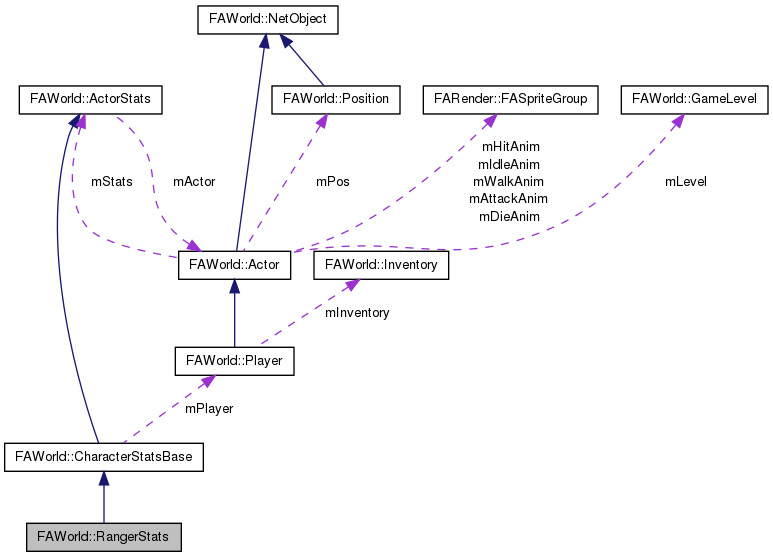 FAWorld::NetObject
FAWorld::ActorStats
FAWorld::Position
FARender::FASpriteGroup
FAWorld::GameLevel
mHitAnim
mIdleAnim
mStats
mActor
mPos
mWalkAnim
mLevel
mAttackAnim
mDieAnim
FAWorld::Actor
FAWorld::Inventory
mInventory
FAWorld::Player
mPlayer
FAWorld::CharacterStatsBase
FAWorld::RangerStats